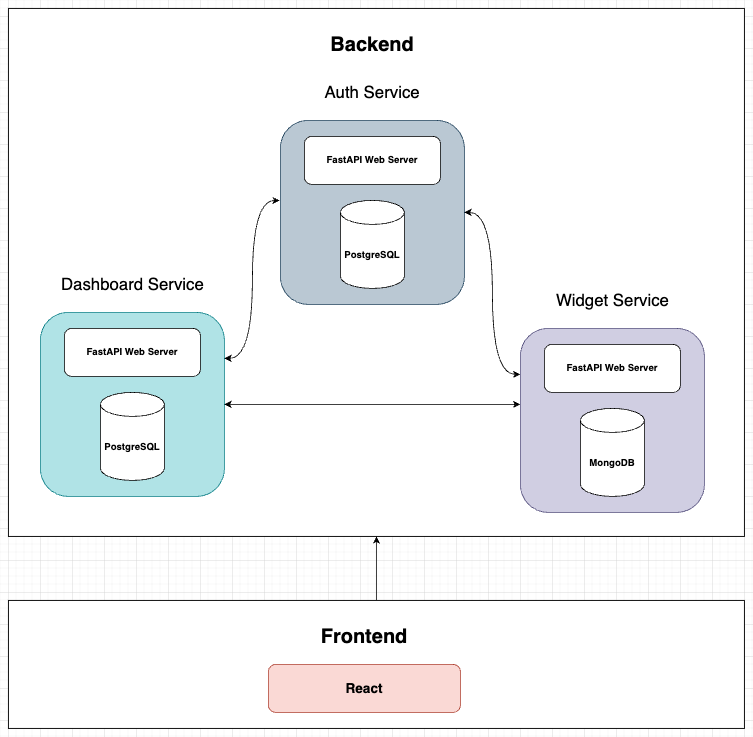 Backend
Auth Service
FastAPI Web Server
PostgreSQL
Dashboard Service
FastAPI Web Server
PostgreSQL
Widget Service
FastAPI Web Server
MongoDB
Frontend
React